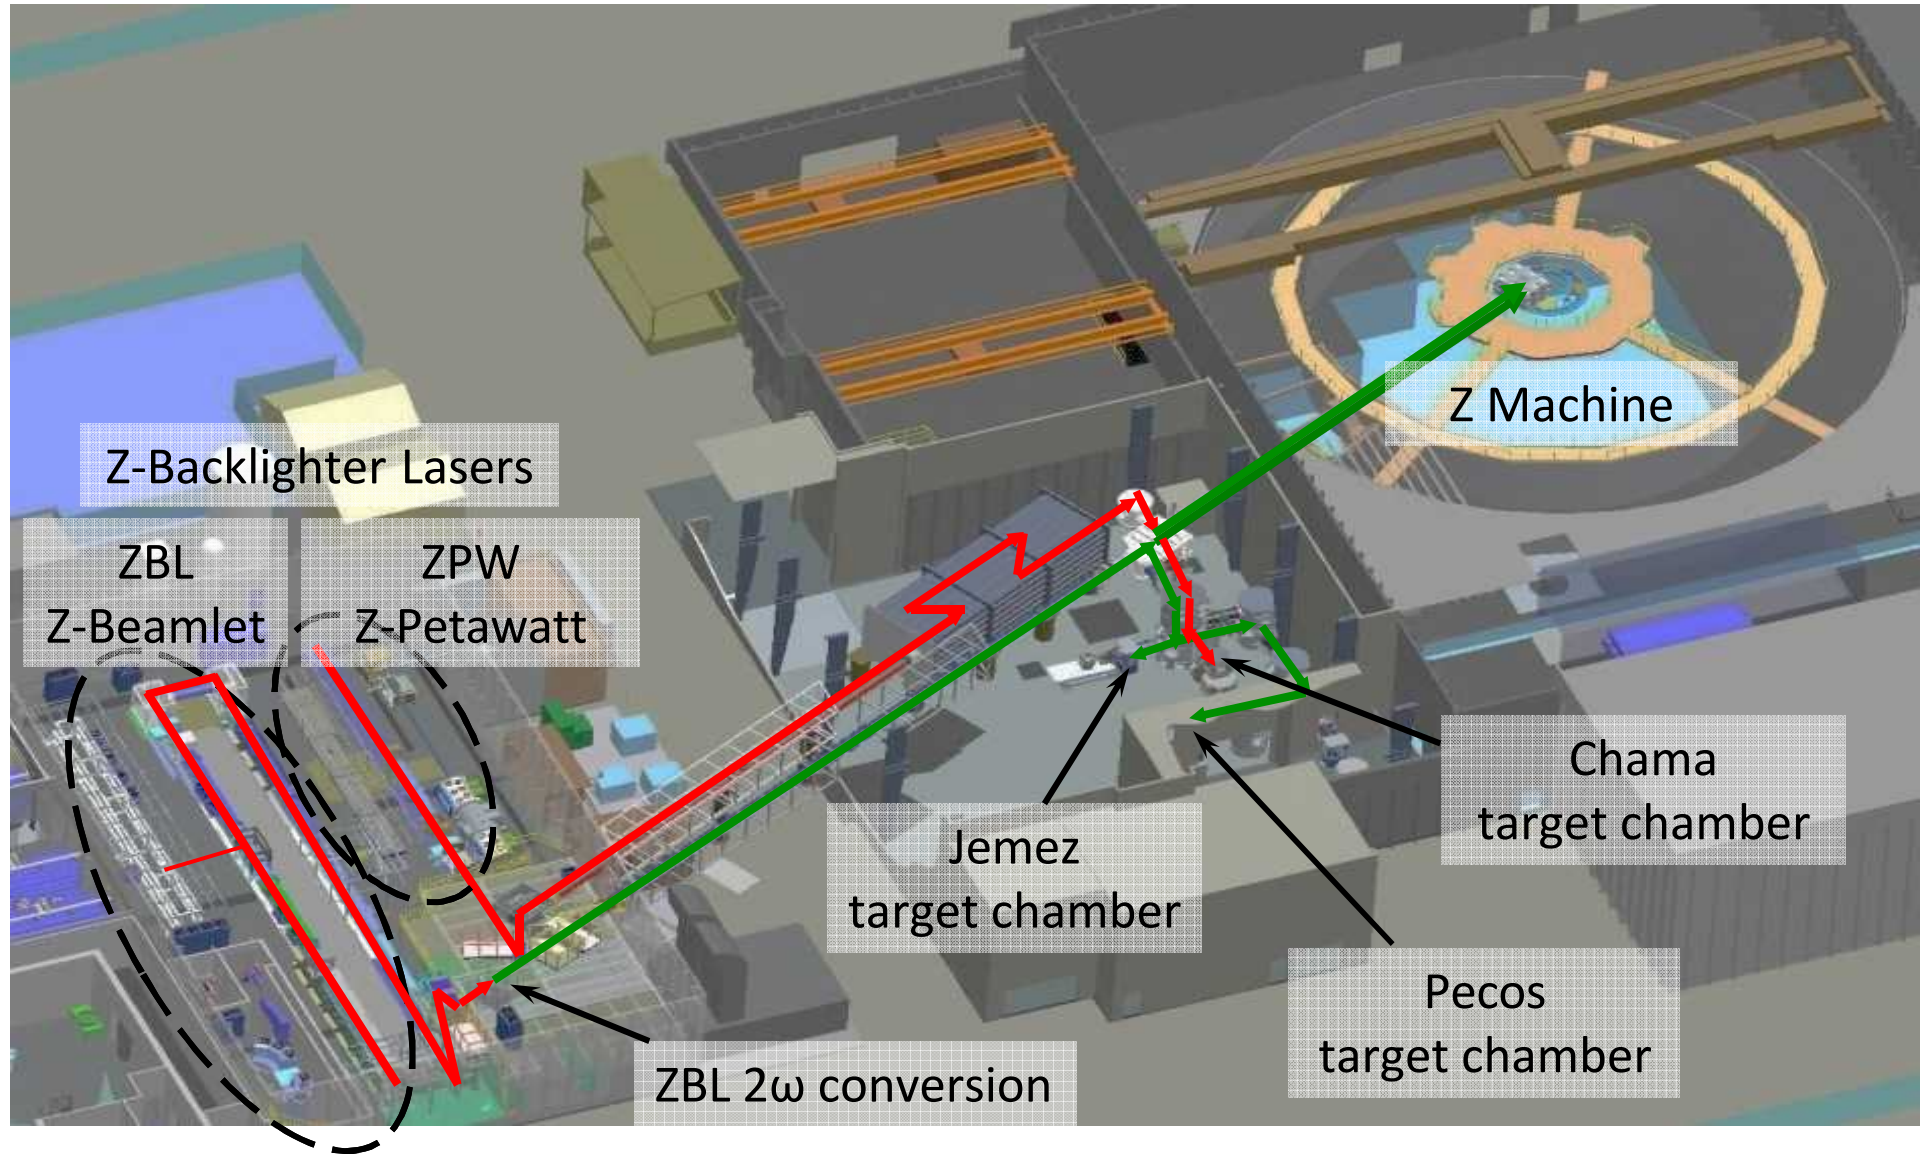 Z Machine
Z-Backlighter Lasers
ZBL
Z-Beamlet
ZPW
Z-Petawatt
Chama
target chamber
Jemez
target chamber
Pecos
target chamber
ZBL 2ω conversion